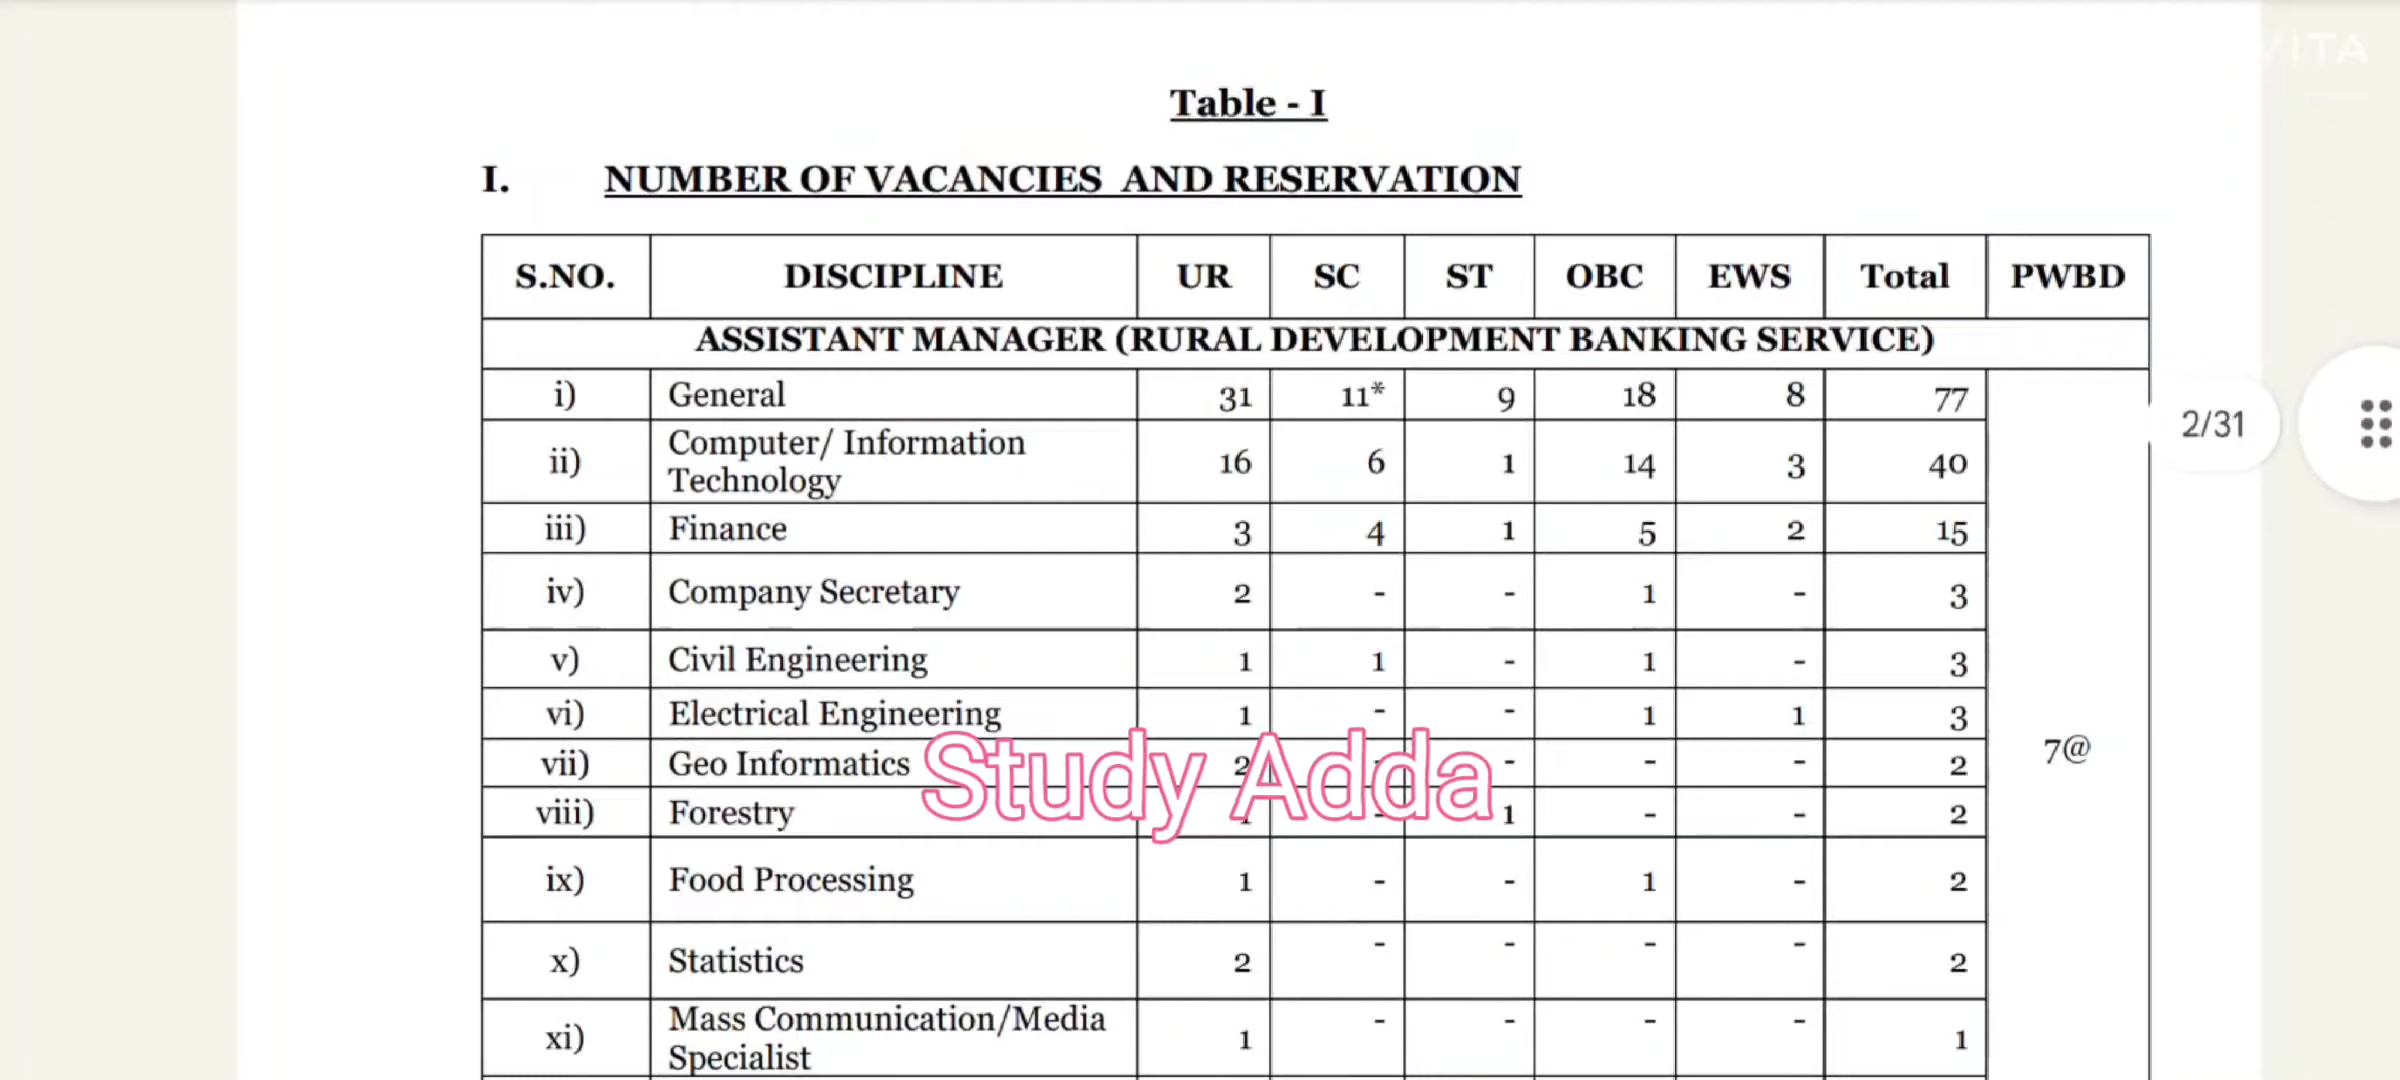 VITA
Table - I
I. NUMBER OF VACANCIES AND RESERVATION
S.NO. DISCIPLINE UR SC ST OBC EWS Total PWBD
ASSISTANT MANAGER (RURAL DEVELOPMENT BANKING SERVICE)
i) General 31 11* 9 18 8 77
2/31
ii) Computer/ Information Technology 16 6 1 14 3 40
iii) Finance 3 4 1 5 2 15
iv) Company Secretary 2 - - 1 - 3
v) Civil Engineering 1 1 - 1 - 3
vi) Electrical Engineering 1 - - 1 1 3
7@
vii) Geo Informatics 2 - - - - 2
Study Adda
viii) Forestry 1 - 1 - - 2
ix) Food Processing 1 - - 1 - 2
x) Statistics 2 - - - - 2
xi) Mass Communication/Media Specialist 1 - - - - 1